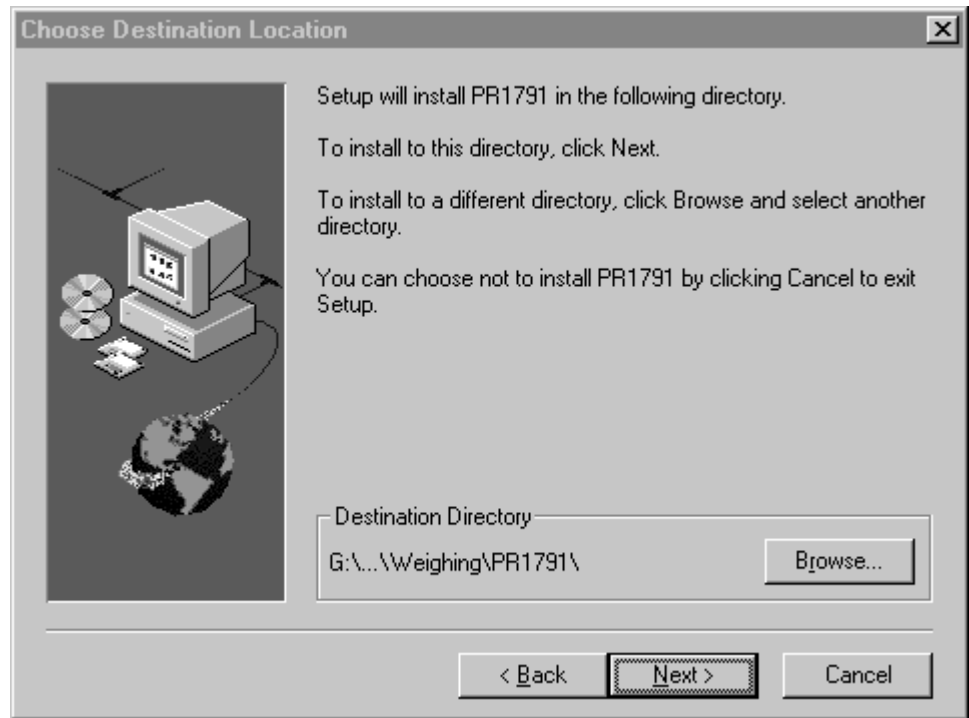 Choose Destination Location
Setup will install PR1791 in the following directory.
To install to this directory, click Next.
To install to a different directory, click Browse and select another
directory.
You can choose not to install PR1791 by clicking Cancel to exit
Setup.
Destination Directory
G:\...\Weighing\PR1791\
Browse...
< Back
Next >
Cancel